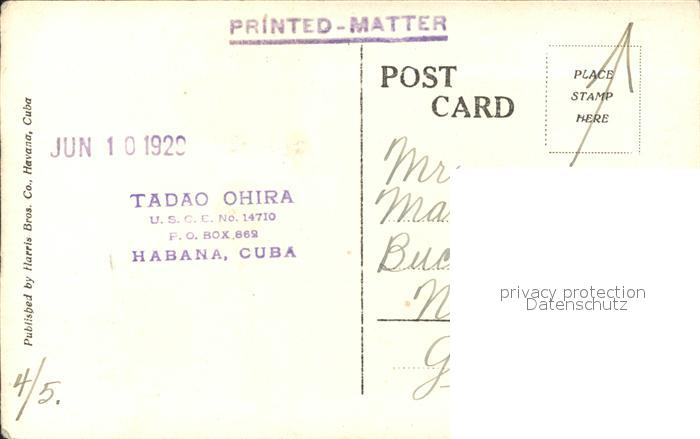 PRINTED-MATTER
POST
CARD
PLACE
STAMP
HERE
Published by Harris Bros. Co., Havana, Cuba
JUN 10 1929
TADAO OHIRA
U. S. C. E. No. 14710
P. O. BOX 862
HABANA, CUBA
4/5.
privacy protection
Datenschutz